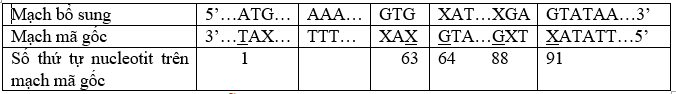 Mạch bổ sung 5’…ATG… AAA… GTG XAT…XGA GTATAA…3’
Mạch mã gốc 3’…TAX… TTT… XAX GTA…GXT XATATT…5’
Số thứ tự nucleotit trên 1 63 64 88 91
mạch mã gốc